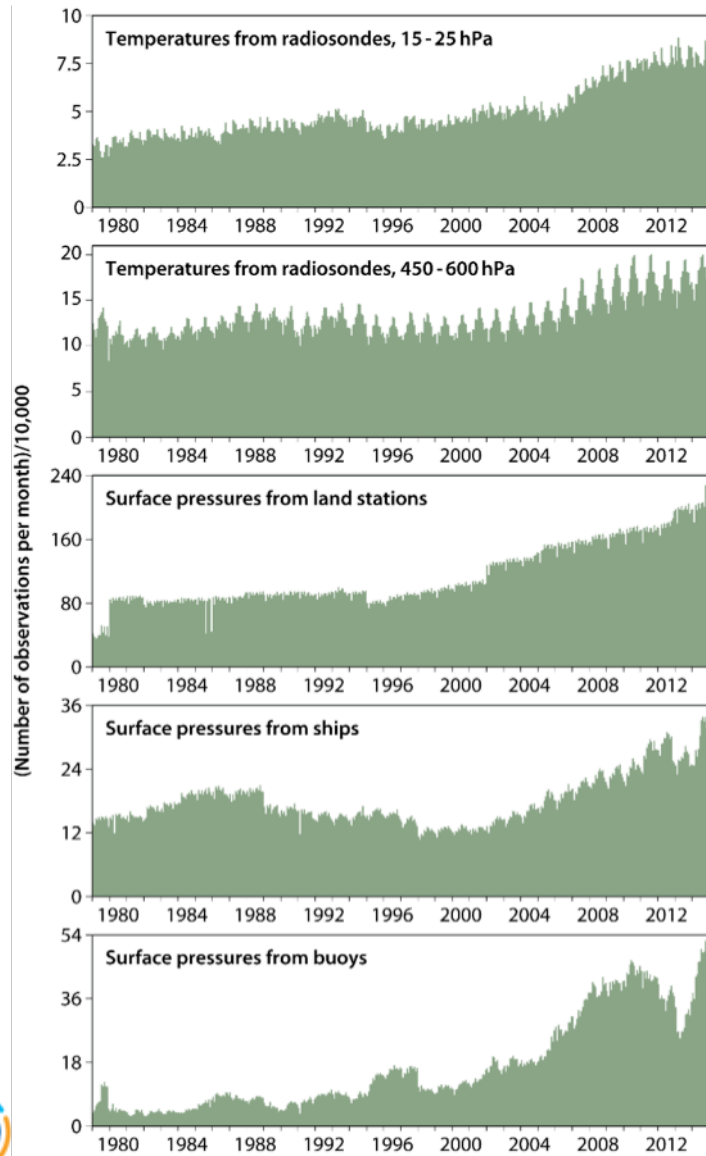 10
Temperatures from radiosondes, 15-25 hPa
7.5
5
2.5
0
1980 1984 1988 1992 1996 2000 2004 2008 2012
20
Temperatures from radiosondes, 450-600 hPa
15
10
5
0
1980 1984 1988 1992 1996 2000 2004 2008 2012
(Number of observations per month)/10,000
240
Surface pressures from land stations
160
80
0
1980 1984 1988 1992 1996 2000 2004 2008 2012
36
Surface pressures from ships
24
12
0
1980 1984 1988 1992 1996 2000 2004 2008 2012
54
Surface pressures from buoys
36
18
0
1980 1984 1988 1992 1996 2000 2004 2008 2012